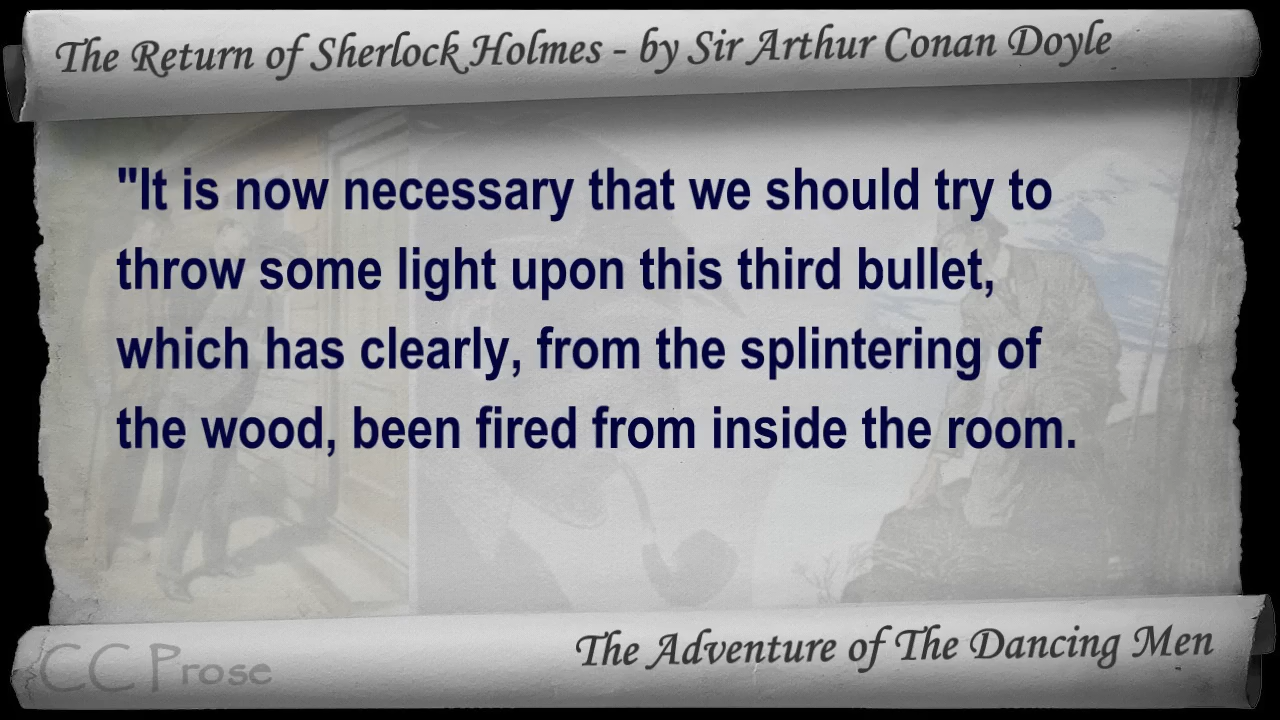 The Return of Sherlock Holmes - by Sir Arthur Conan Doyle
"It is now necessary that we should try to
throw some light upon this third bullet,
which has clearly, from the splintering of
the wood, been fired from inside the room.
CC Prose
The Adventure of The Dancing Men